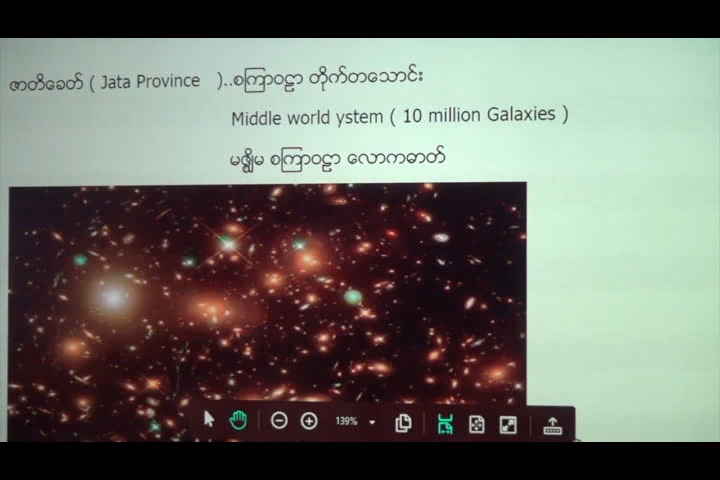 ဇာတိခေတ် ( Jata Province )..စကြာဝဠာ တိုက်တသောင်း
Middle world ystem ( 10 million Galaxies )
မဇ္ဈိမ စကြာဝဠာ လောကဓာတ်
139%